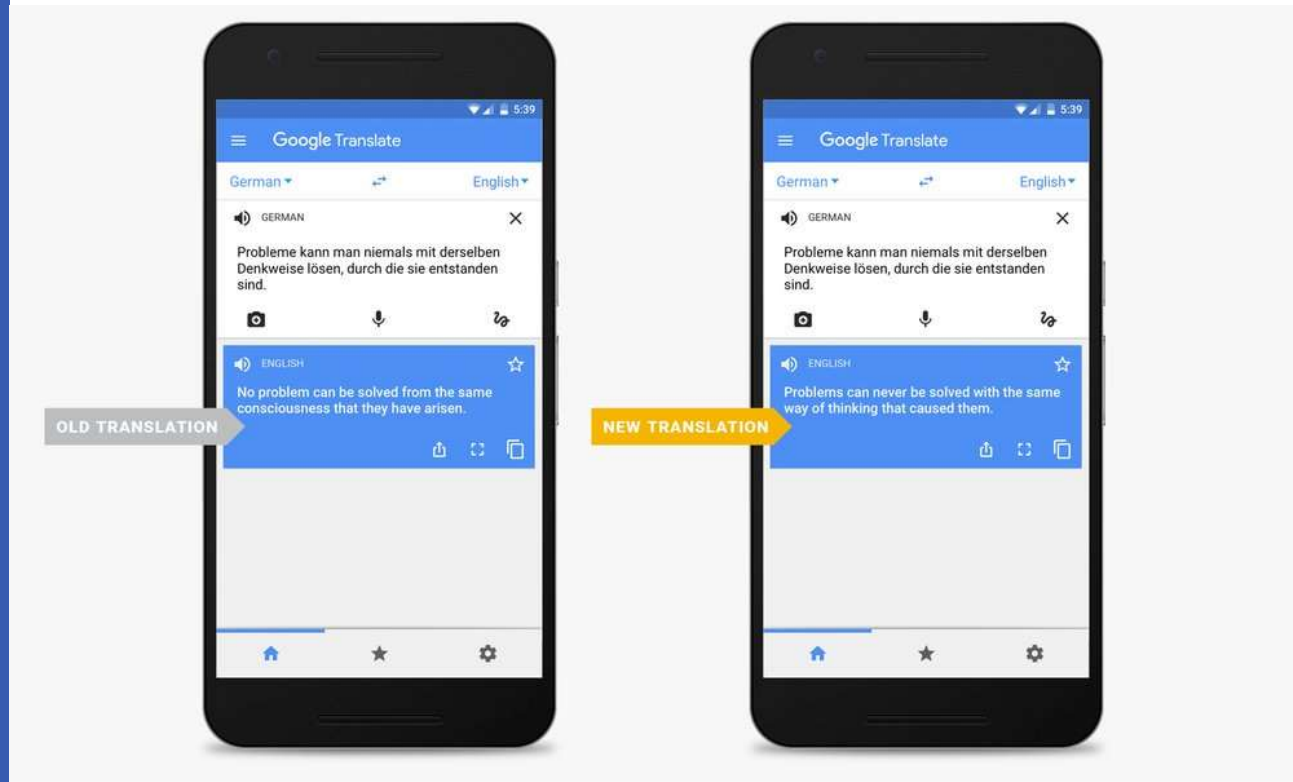 5:39
Google Translate
German
English
GERMAN
Probleme kann man niemals mit derselben
Denkweise lösen, durch die sie entstanden
sind.
ENGLISH
No problem can be solved from the same
consciousness that they have arisen.
OLD TRANSLATION
5:39
Google Translate
German
English
GERMAN
Probleme kann man niemals mit derselben
Denkweise lösen, durch die sie entstanden
sind.
ENGLISH
Problems can never be solved with the same
way of thinking that caused them.
NEW TRANSLATION